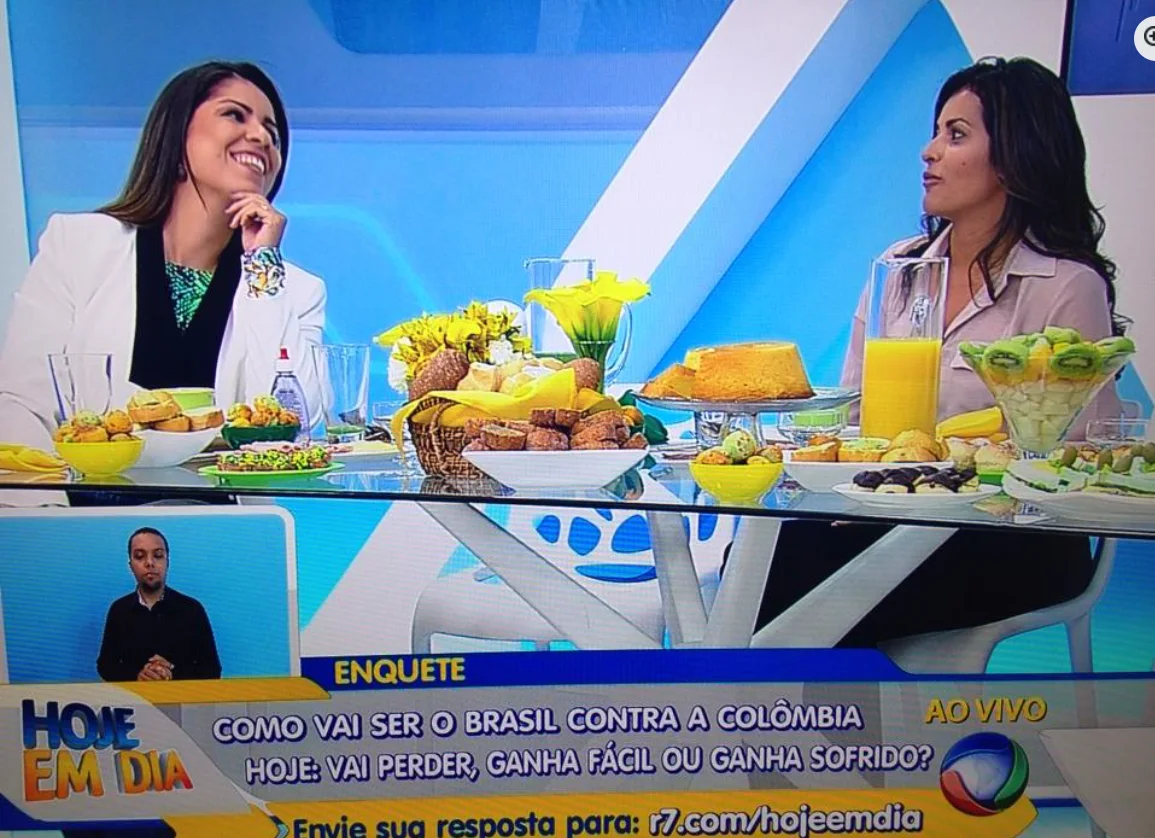 ENQUETE
HOJE
EM DIA
COMO VAI SER O BRASIL CONTRA A COLÔMBIA
HOJE: VAI PERDER, GANHA FÁCIL OU GANHA SOFRIDO?
AO VIVO
Envie sua resposta para: r7.com/hojeemdia